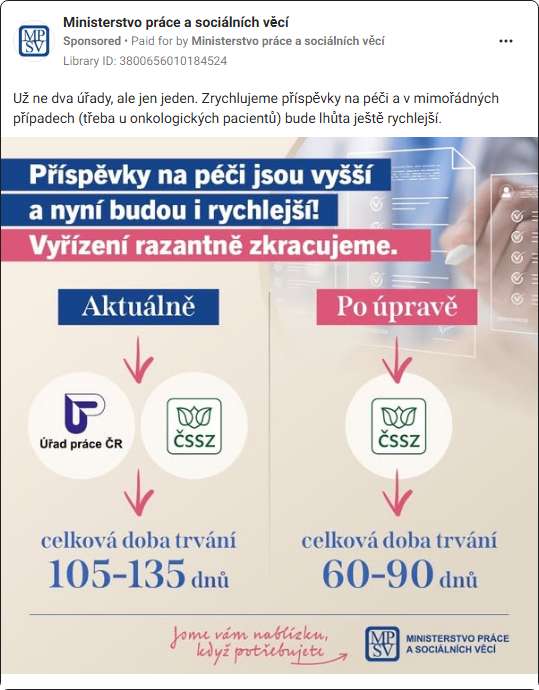 Ministerstvo práce a sociálních věcí
Sponsored • Paid for by Ministerstvo práce a sociálních věcí
Library ID: 3800656010184524
Už ne dva úřady, ale jen jeden. Zrychlujeme příspěvky na péči a v mimořádných
případech (třeba u onkologických pacientů) bude lhůta ještě rychlejší.
Příspěvky na péči jsou vyšší
a nyní budou i rychlejší!
Vyřízení razantně zkracujeme.
Aktuálně
Po úpravě
Úřad práce ČR
ČSSZ
ČSSZ
celková doba trvání
105-135 dnů
celková doba trvání
60-90 dnů
Jsme vám nablízku,
když potřebujete
MP
SV
MINISTERSTVO PRÁCE
A SOCIÁLNÍCH VĚCÍ